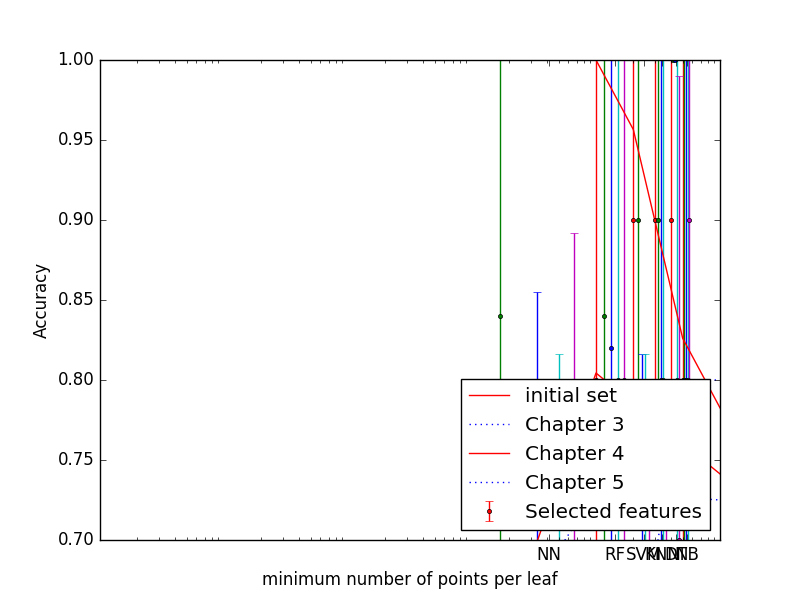 1.00
0.95
0.90
0.85
0.80
0.75
0.70
Accuracy
initial set
Chapter 3
Chapter 4
Chapter 5
Selected features
NN RF
minimum number of points per leaf